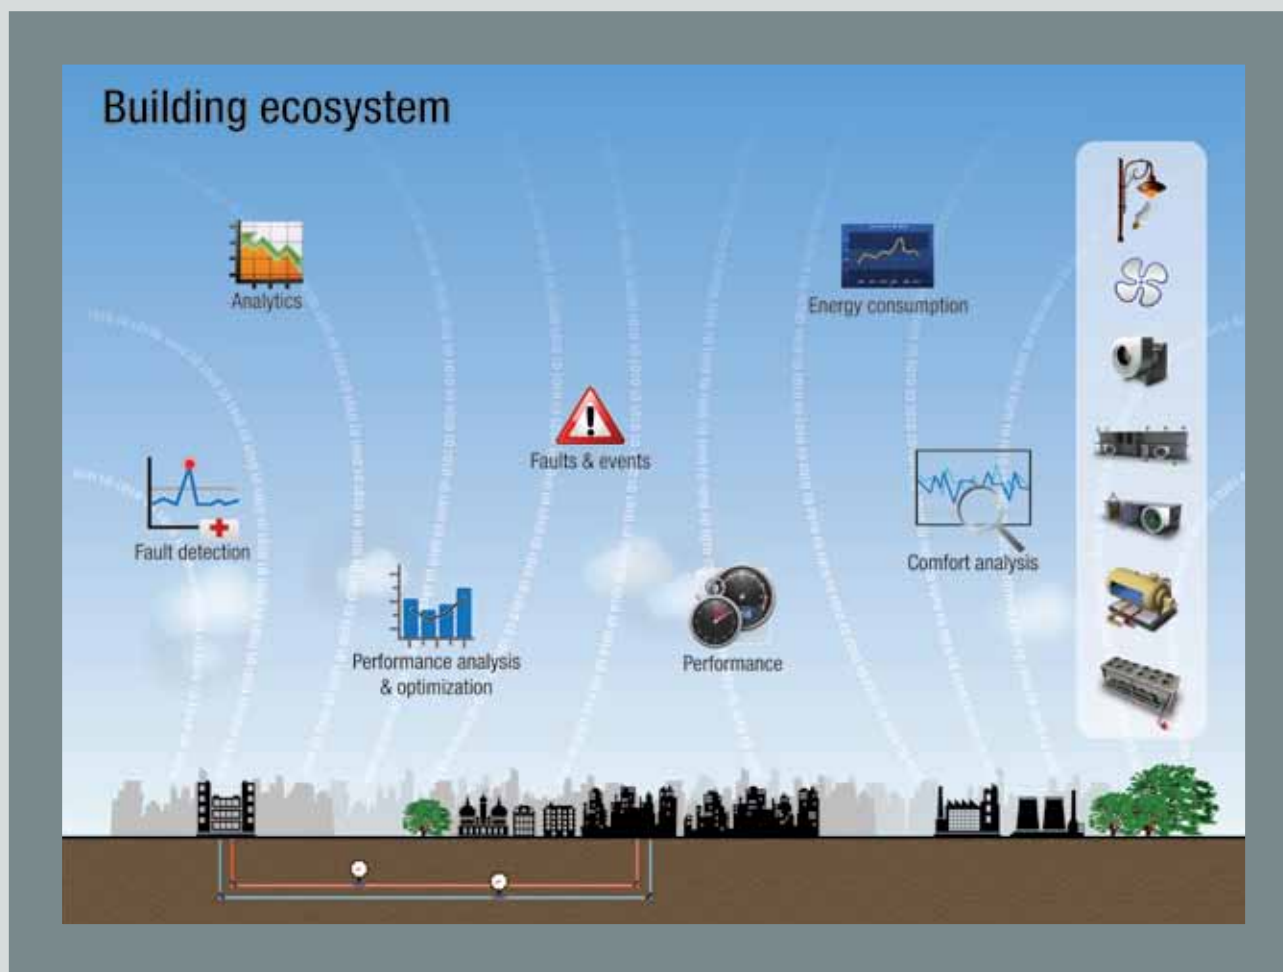 Building ecosystem
Analytics
Energy consumption
Faults & events
Fault detection
Comfort analysis
Performance analysis
& optimization
Performance